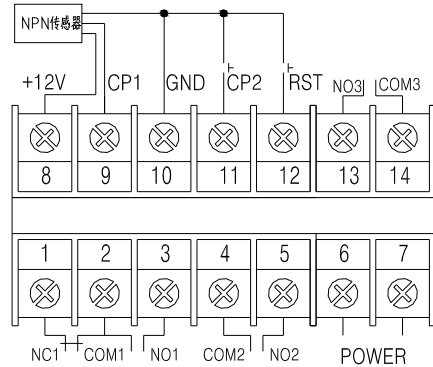 NPN传感器
+12V CP1 GND CP2 RST NO3 COM3
8 9 10 11 12 13 14
1 2 3 4 5 6 7
NC1 COM1 NO1 COM2 NO2 POWER